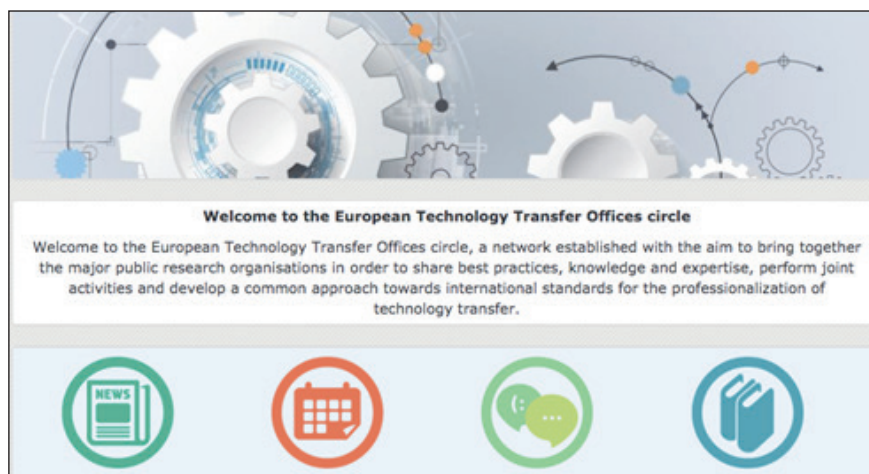 Welcome to the European Technology Transfer Offices circle
Welcome to the European Technology Transfer Offices circle, a network established with the aim to bring together
the major public research organisations in order to share best practices, knowledge and expertise, perform joint
activities and develop a common approach towards international standards for the professionalization of
technology transfer.
NEWS